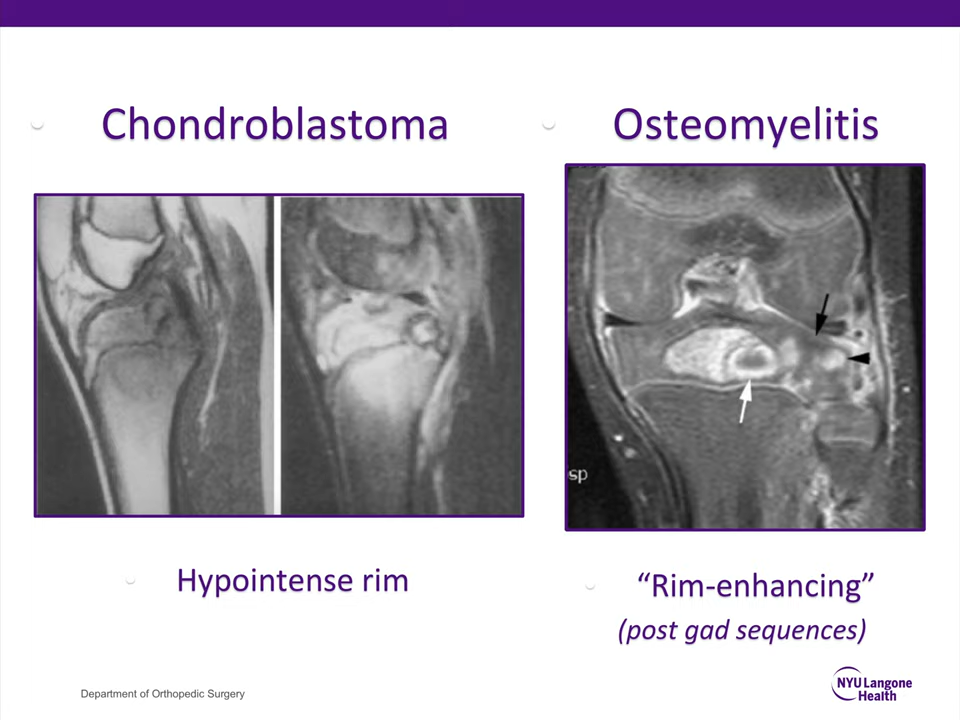 Chondroblastoma
Osteomyelitis
sp
Hypointense rim
“Rim-enhancing”
(post gad sequences)
Department of Orthopedic Surgery
NYU Langone
Health